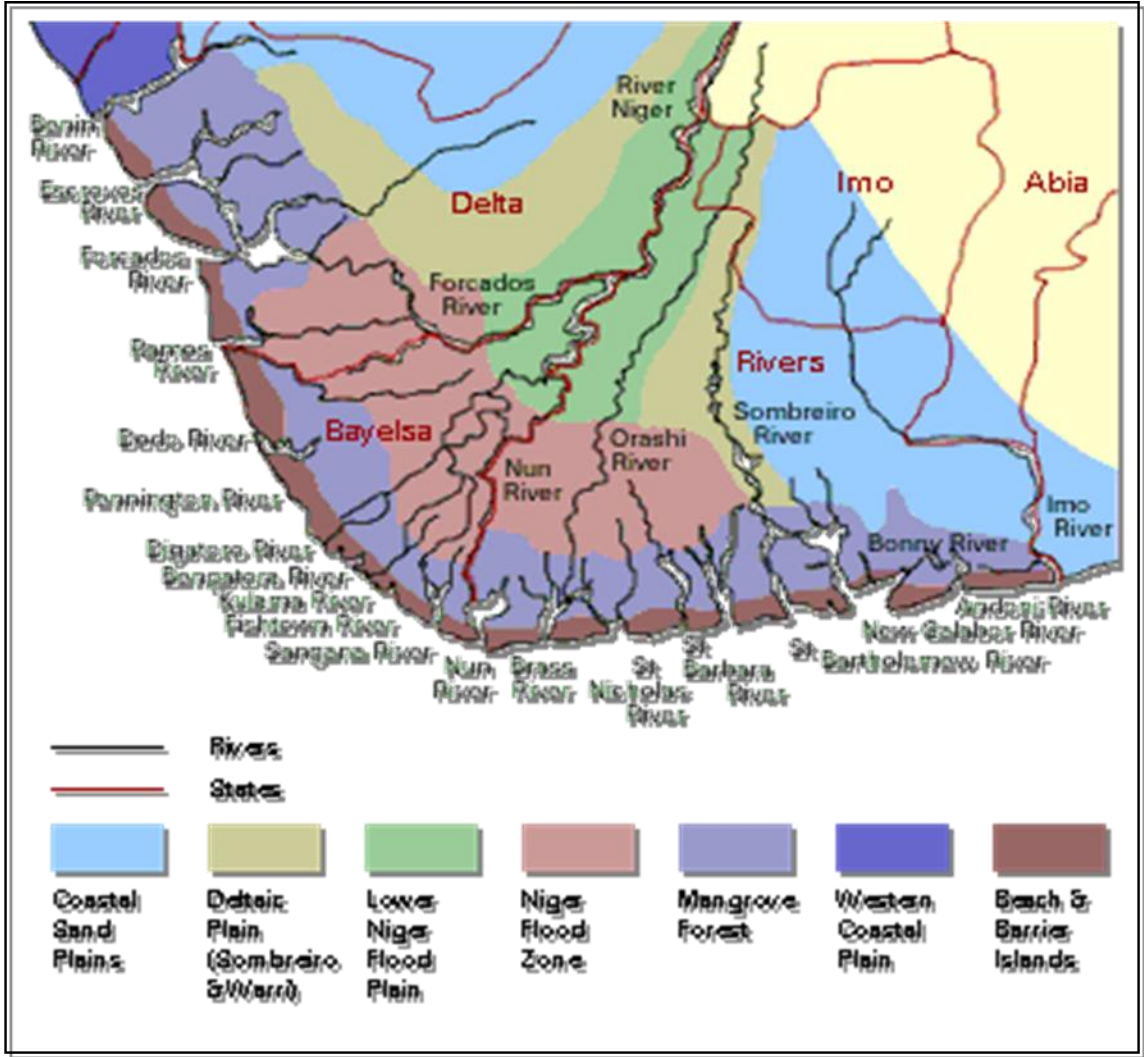 River
Niger
Benin
River
Imo
Abia
Escravos
River
Delta
Forcados
River
Forcados
River
Ramos
River
Rivers
Dodo River
Bayelsa
Sombreiro
River
Orashi
River
Nun
River
Pennington River
Imo
River
Bonny River
River
River
River
Fishtown River
Sangana River
Andoni River
New Calabar River
Nun
River
Brass
River
St
Nicholas
River
St
Barbara
River
St
Bartholomew River
Rivers
States
Coastal
Sand
Plains
Deltaic
Plain
(Sombreiro
&Warri)
Lower
Niger
Flood
Plain
Niger
Flood
Zone
Mangrove
Forest
Western
Coastal
Plain
Beach &
Barrier
Islands